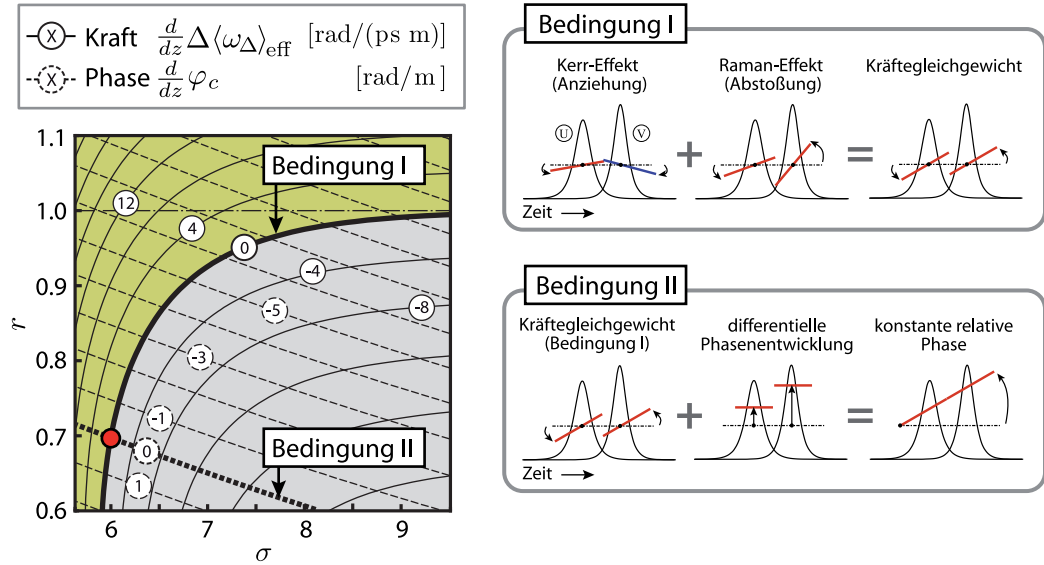 X Kraft d/dz Δ⟨ω_Δ⟩_eff [rad/(ps m)]
X Phase d/dz φ_c [rad/m]
1.1
1.0
0.9
0.8
0.7
0.6
r
6
7
8
9
σ
Bedingung I
12
4
0
-4
-8
-5
-3
-1
0
1
Bedingung II
Bedingung I
Kerr-Effekt
(Anziehung)
Raman-Effekt
(Abstoßung)
Kräftegleichgewicht
U
V
+
=
Zeit
Bedingung II
Kräftegleichgewicht
(Bedingung I)
differentielle
Phasenentwicklung
konstante relative
Phase
+
=
Zeit